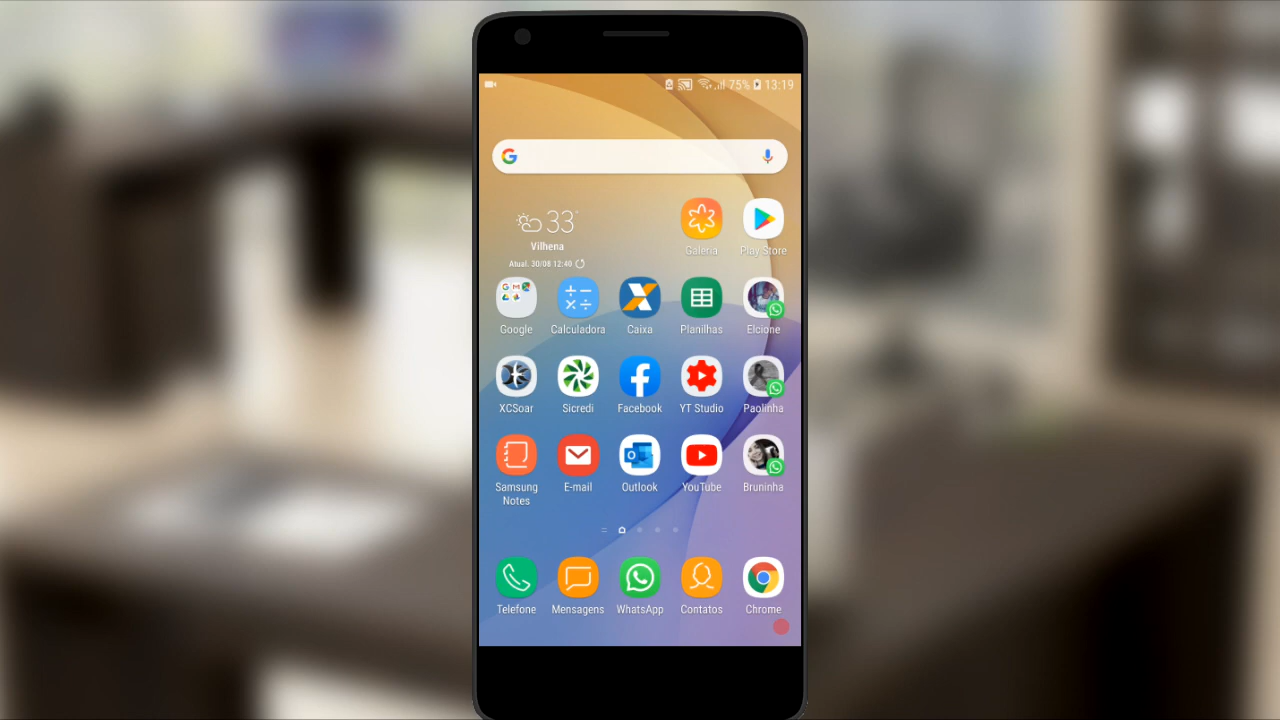 75% 13:19
33°
Vilhena
Atual. 30/08 12:40
Galeria Play Store
Google Calculadora Caixa Planilhas Elcione
XCSoar Sicredi Facebook YT Studio Paolinha
Samsung Notes E-mail Outlook YouTube Bruninha
Telefone Mensagens WhatsApp Contatos Chrome